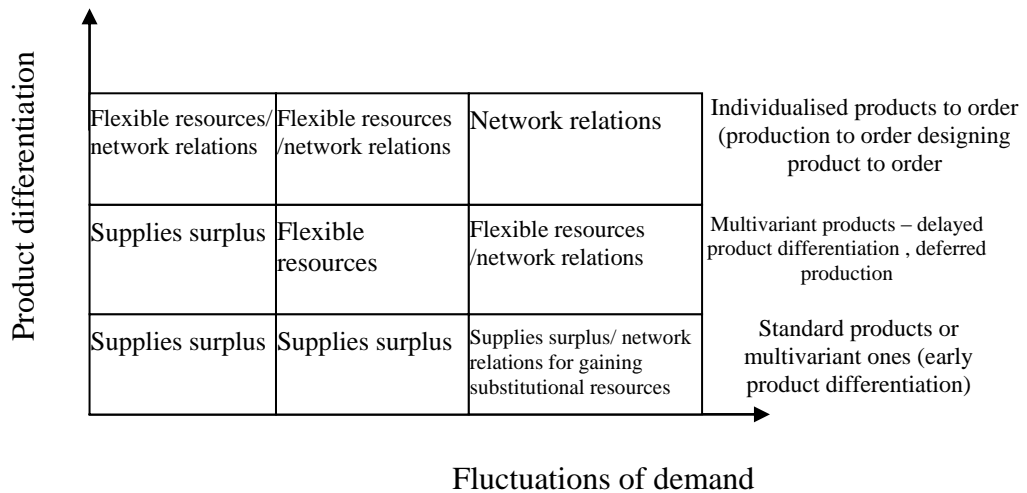 Product differentiation
Flexible resources/
network relations
Flexible resources
/network relations
Network relations
Individualised products to order
(production to order designing
product to order
Supplies surplus
Flexible
resources
Flexible resources
/network relations
Multivariant products – delayed
product differentiation , deferred
production
Supplies surplus
Supplies surplus
Supplies surplus/ network
relations for gaining
substitutional resources
Standard products or
multivariant ones (early
product differentiation)
Fluctuations of demand